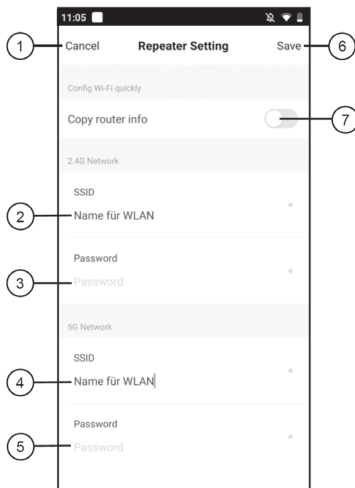 11:05
1 Cancel Repeater Setting Save 6
Config Wi-Fi quickly
Copy router info 7
2.4G Network
SSID
2 Name für WLAN
Password
3 Password
5G Network
SSID
4 Name für WLAN
Password
5 Password